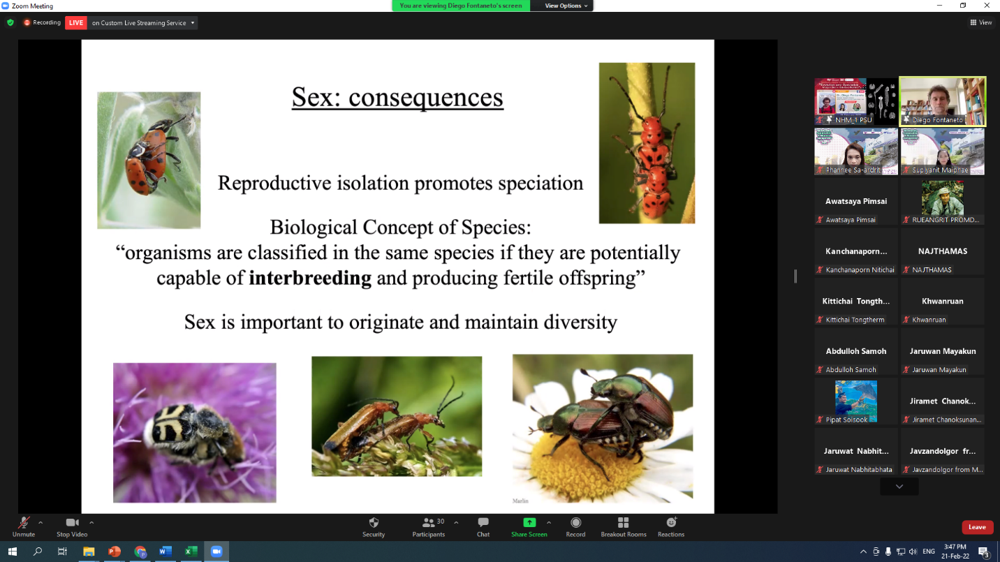 Zoom Meeting
You are viewing Diego Fontaneto's screen
View Options
Recording
LIVE
on Custom Live Streaming Service
View
Sex: consequences
Reproductive isolation promotes speciation
Biological Concept of Species:
“organisms are classified in the same species if they are potentially
capable of interbreeding and producing fertile offspring”
Sex is important to originate and maintain diversity
Marlin
NHM_1 PSU
Diego Fontaneto
Phannee Sa-ardrit
Supiyanit Maiphae
Awatsaya Pimsai
Awatsaya Pimsai
RUEANGRIT PROMD...
Kanchanaporn...
Kanchanaporn Nitichai
NAJTHAMAS
NAJTHAMAS
Kittichai Tongth...
Kittichai Tongtherm
Khwanruan
Khwanruan
Abdulloh Samoh
Abdulloh Samoh
Jaruwan Mayakun
Jaruwan Mayakun
Pipat Soisook
Jiramet Chanok...
Jiramet Chanoksunan...
Jaruwat Nabhit...
Jaruwat Nabhitabhata
Javzandolgor fr...
Javzandolgor from M...
Unmute
Stop Video
Security
30
Participants
Chat
Share Screen
Record
Breakout Rooms
Reactions
Leave
ENG
3:47 PM
21-Feb-22
3